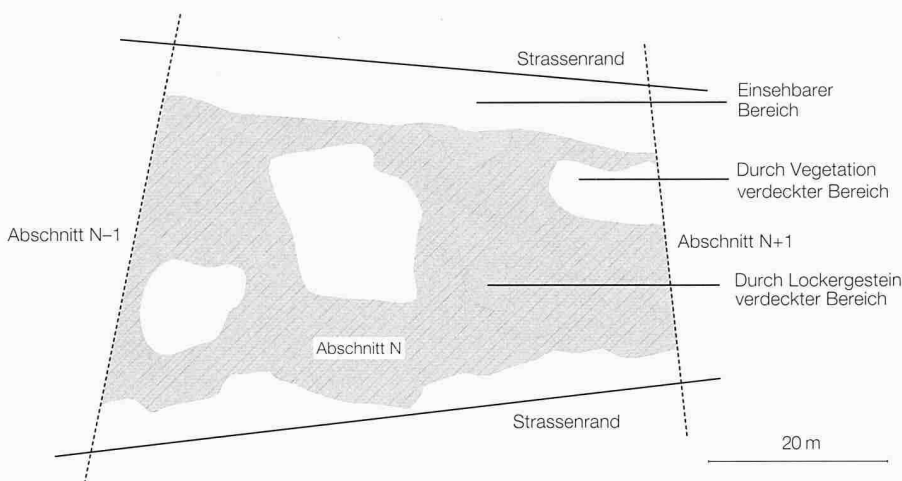 Strassenrand
Einsehbarer
Bereich
Durch Vegetation
verdeckter Bereich
Abschnitt N–1
Abschnitt N+1
Durch Lockergestein
verdeckter Bereich
Abschnitt N
Strassenrand
20 m